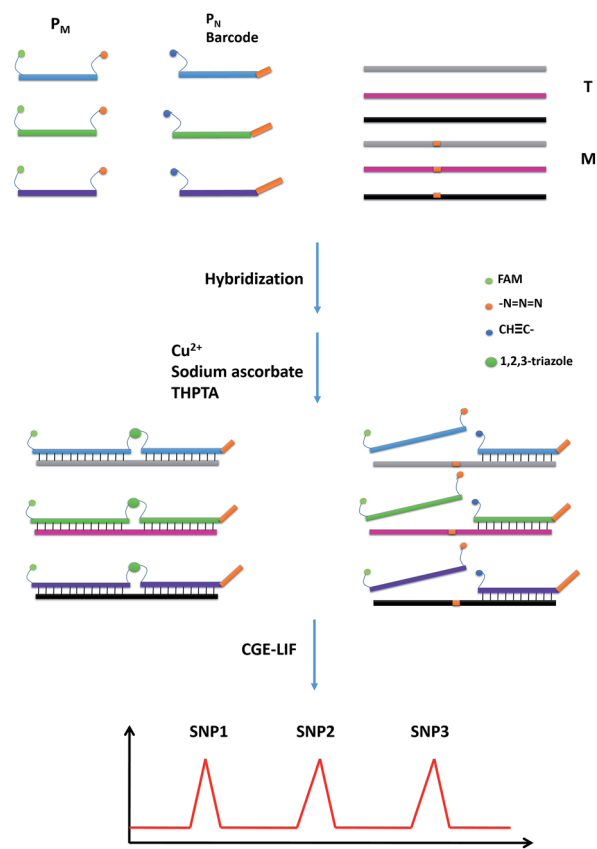 P_M
P_N
Barcode
T
M
Hybridization
FAM
-N=N=N
CH≡C-
1,2,3-triazole
Cu²⁺
Sodium ascorbate
THPTA
CGE-LIF
SNP1 SNP2 SNP3